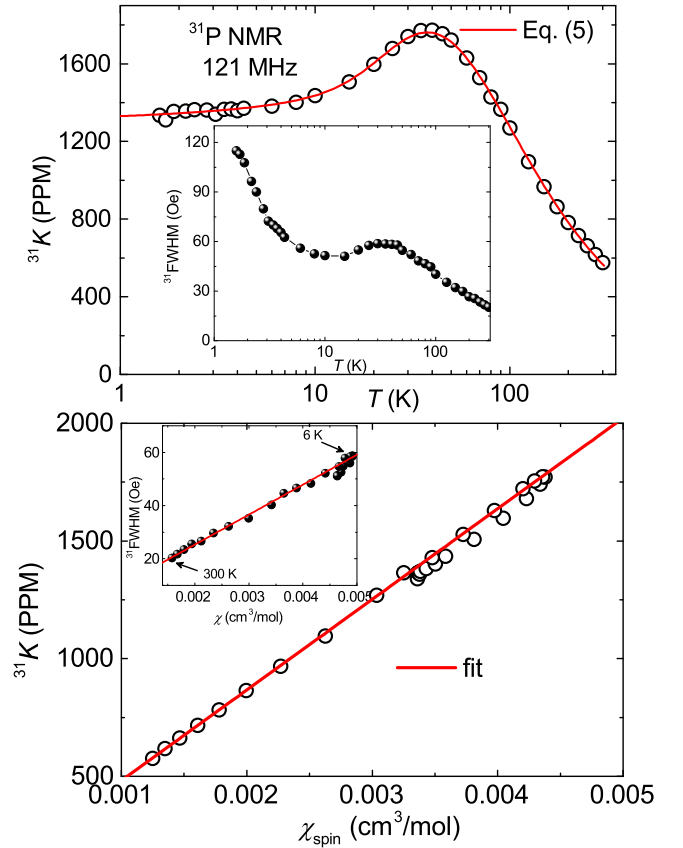 ³¹P NMR
121 MHz
Eq. (5)
1600
1200
800
400
0
³¹K (PPM)
1
10
100
T (K)
120
90
60
30
0
³¹FWHM (Oe)
1
10
100
T (K)
2000
1500
1000
500
³¹K (PPM)
0.001
0.002
0.003
0.004
0.005
χspin (cm³/mol)
fit
60
40
20
³¹FWHM (Oe)
6 K
300 K
0.002
0.003
0.004
0.005
χ (cm³/mol)